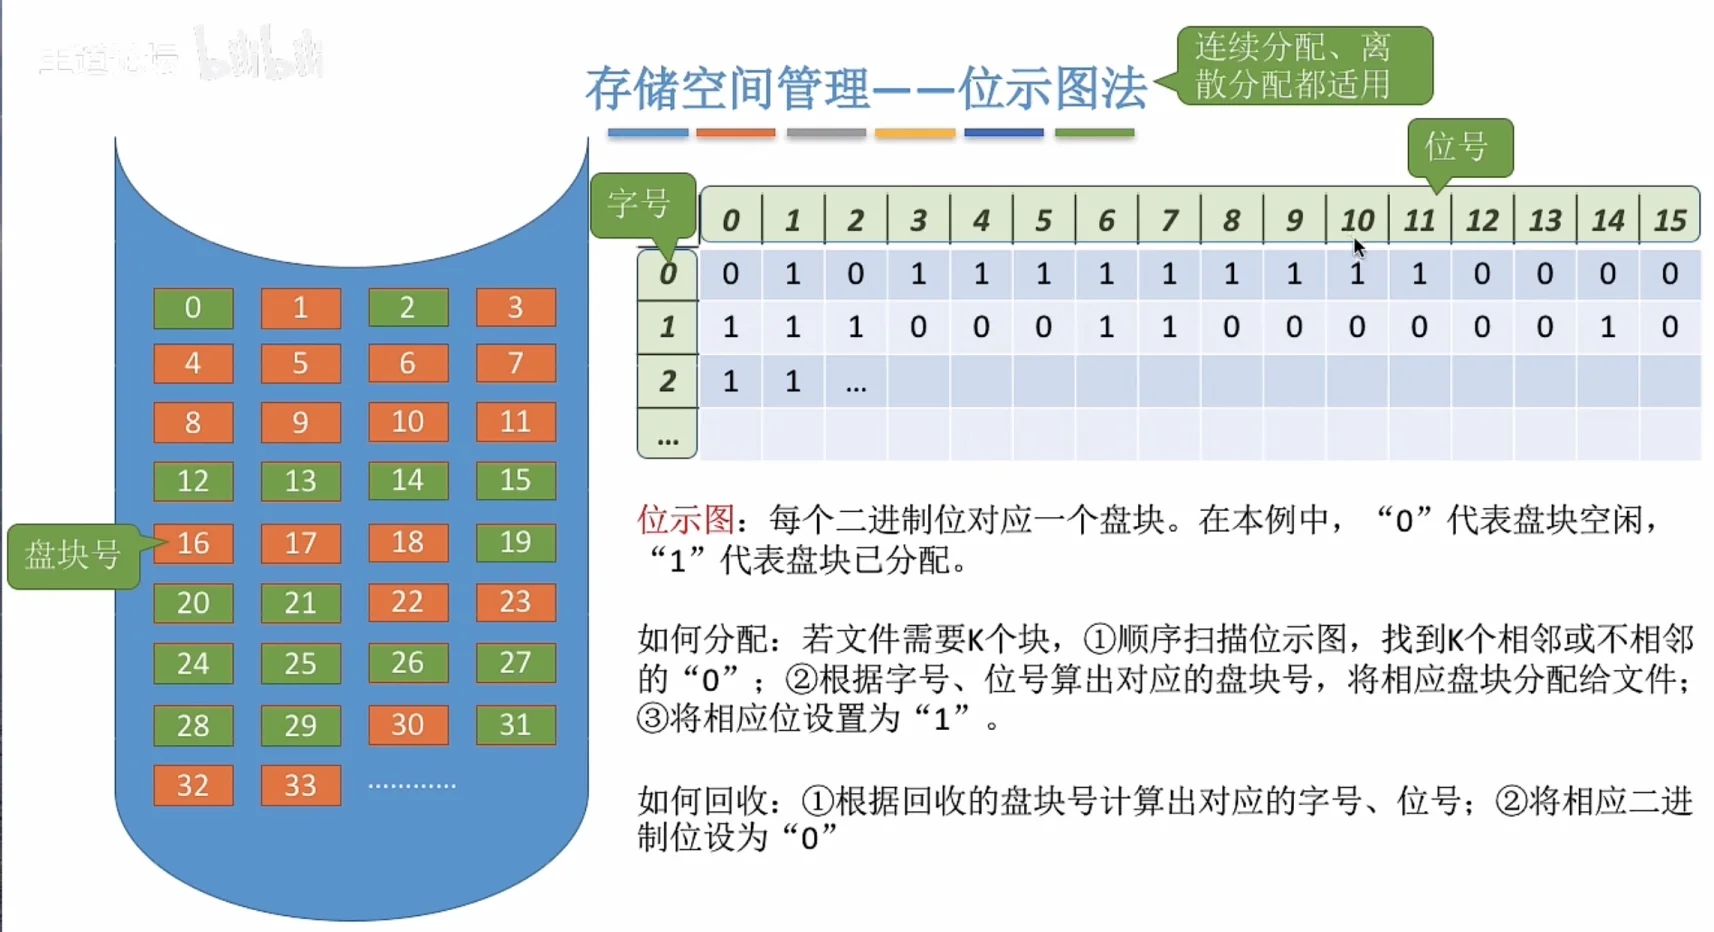 王道论坛 bilibili
连续分配、离
散分配都适用
存储空间管理——位示图法
位号
字号
0 1 2 3 4 5 6 7 8 9 10 11 12 13 14 15
0 0 1 0 1 1 1 1 1 1 1 1 1 0 0 0 0
1 1 1 1 0 0 0 1 1 0 0 0 0 0 0 1 0
2 1 1 ...
...
0 1 2 3
4 5 6 7
8 9 10 11
12 13 14 15
盘块号
16 17 18 19
20 21 22 23
24 25 26 27
28 29 30 31
32 33 …………
位示图：每个二进制位对应一个盘块。在本例中，“0”代表盘块空闲，
“1”代表盘块已分配。
如何分配：若文件需要K个块，①顺序扫描位示图，找到K个相邻或不相邻
的“0”；②根据字号、位号算出对应的盘块号，将相应盘块分配给文件；
③将相应位设置为“1”。
如何回收：①根据回收的盘块号计算出对应的字号、位号；②将相应二进
制位设为“0”